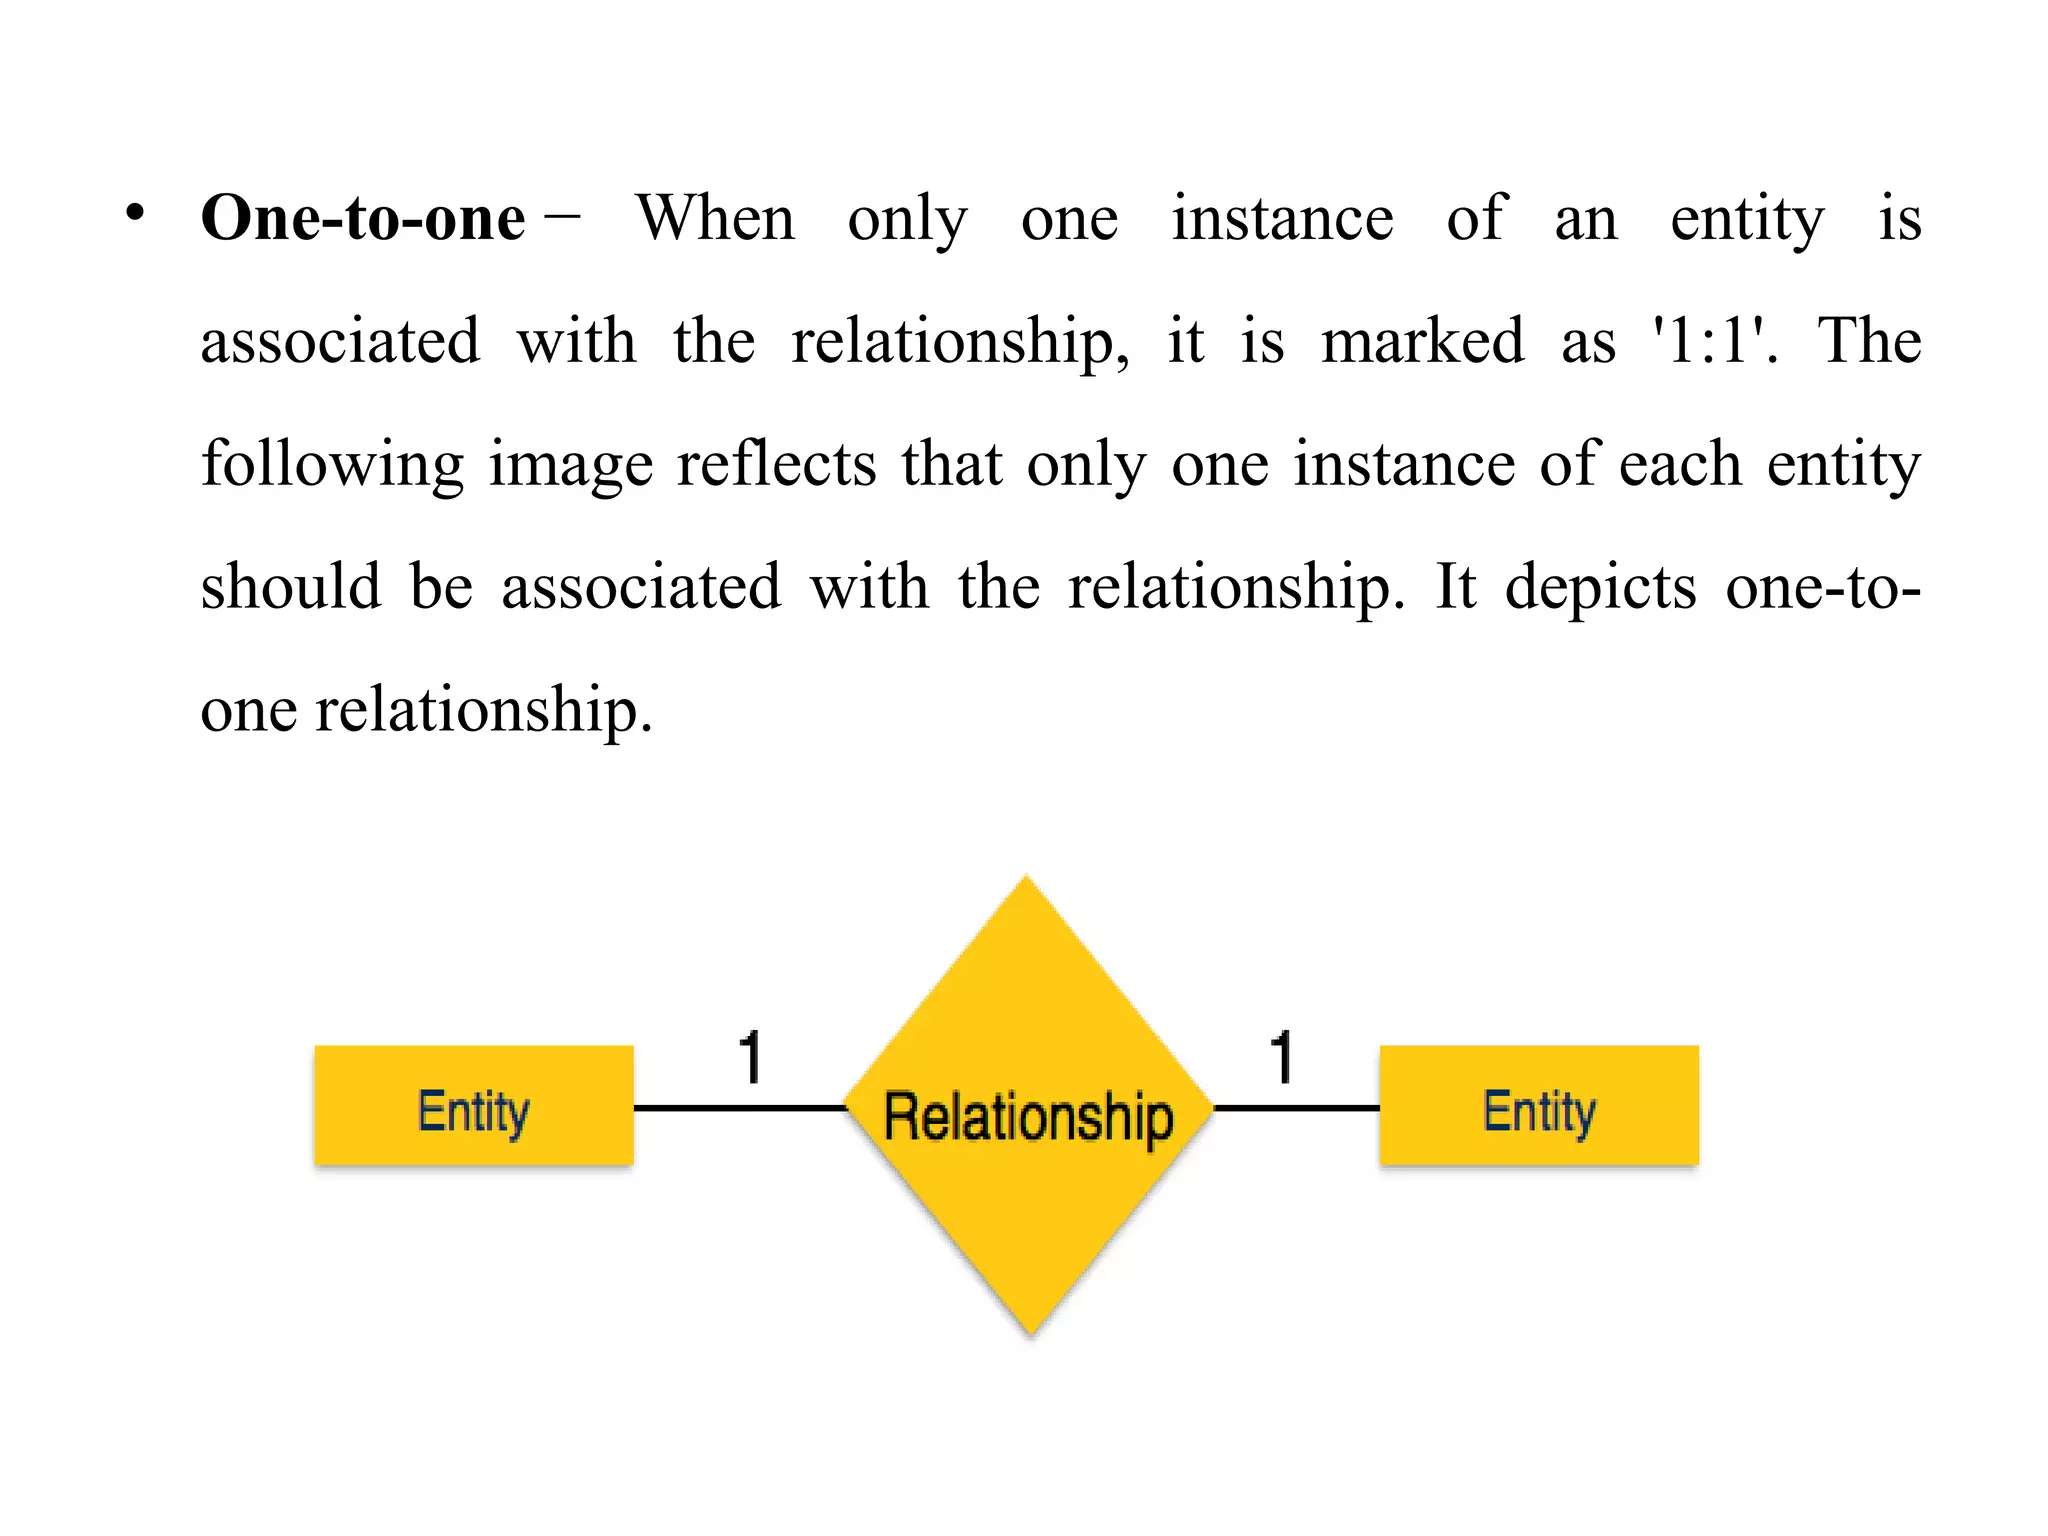 • One-to-one − When only one instance of an entity is
associated with the relationship, it is marked as '1:1'. The
following image reflects that only one instance of each entity
should be associated with the relationship. It depicts one-to-
one relationship.
1 1
Entity Relationship Entity